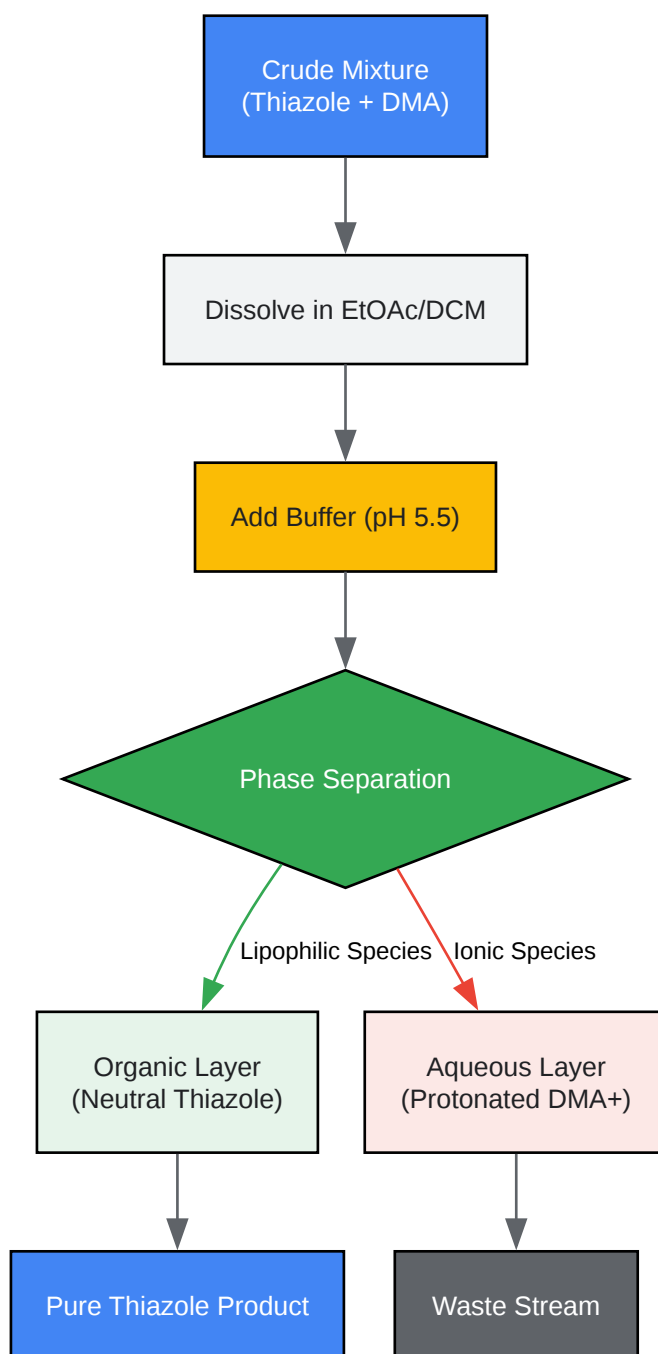 Crude Mixture
(Thiazole + DMA)
Dissolve in EtOAc/DCM
Add Buffer (pH 5.5)
Phase Separation
Lipophilic Species
Ionic Species
Organic Layer
(Neutral Thiazole)
Aqueous Layer
(Protonated DMA+)
Pure Thiazole Product
Waste Stream